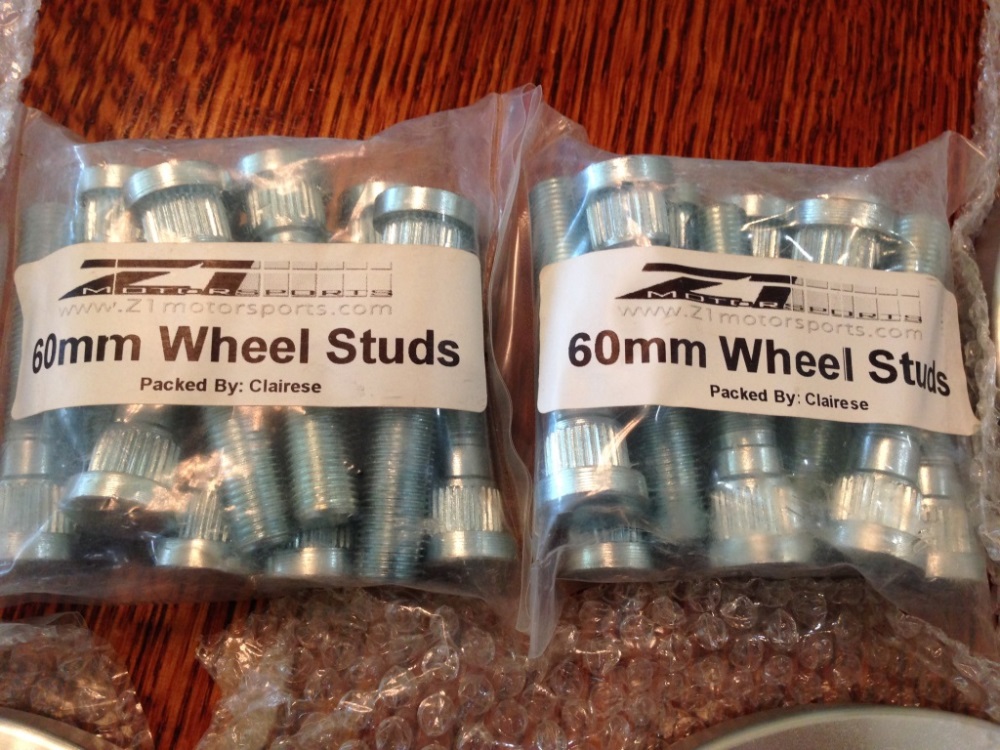 Z1
MOTORSPORTS
www.Z1motorsports.com
60mm Wheel Studs
Packed By: Clairese
Z1
MOTORSPORTS
www.Z1motorsports.com
60mm Wheel Studs
Packed By: Clairese